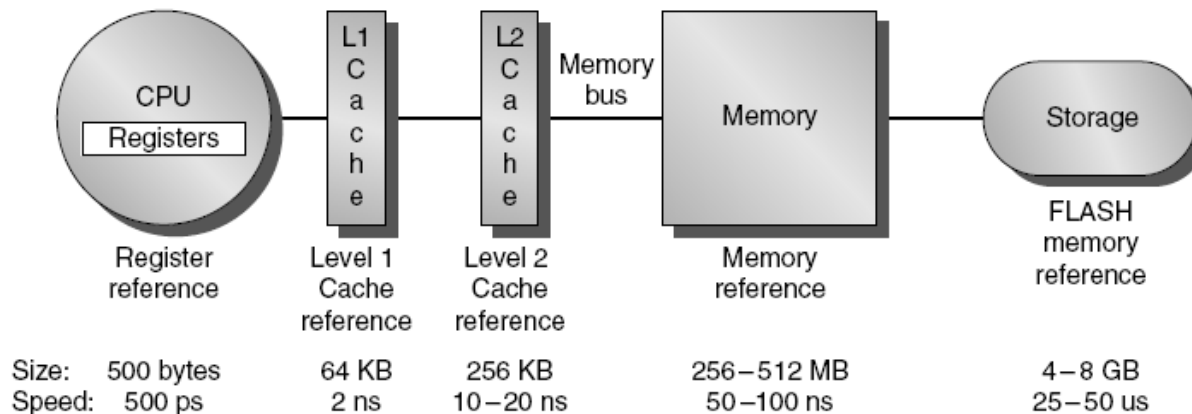 CPU
Registers
L1
C
a
c
h
e
L2
C
a
c
h
e
Memory
bus
Memory
Storage
Register
reference
Level 1
Cache
reference
Level 2
Cache
reference
Memory
reference
FLASH
memory
reference
Size: 500 bytes 64 KB 256 KB 256–512 MB 4–8 GB
Speed: 500 ps 2 ns 10–20 ns 50–100 ns 25–50 us